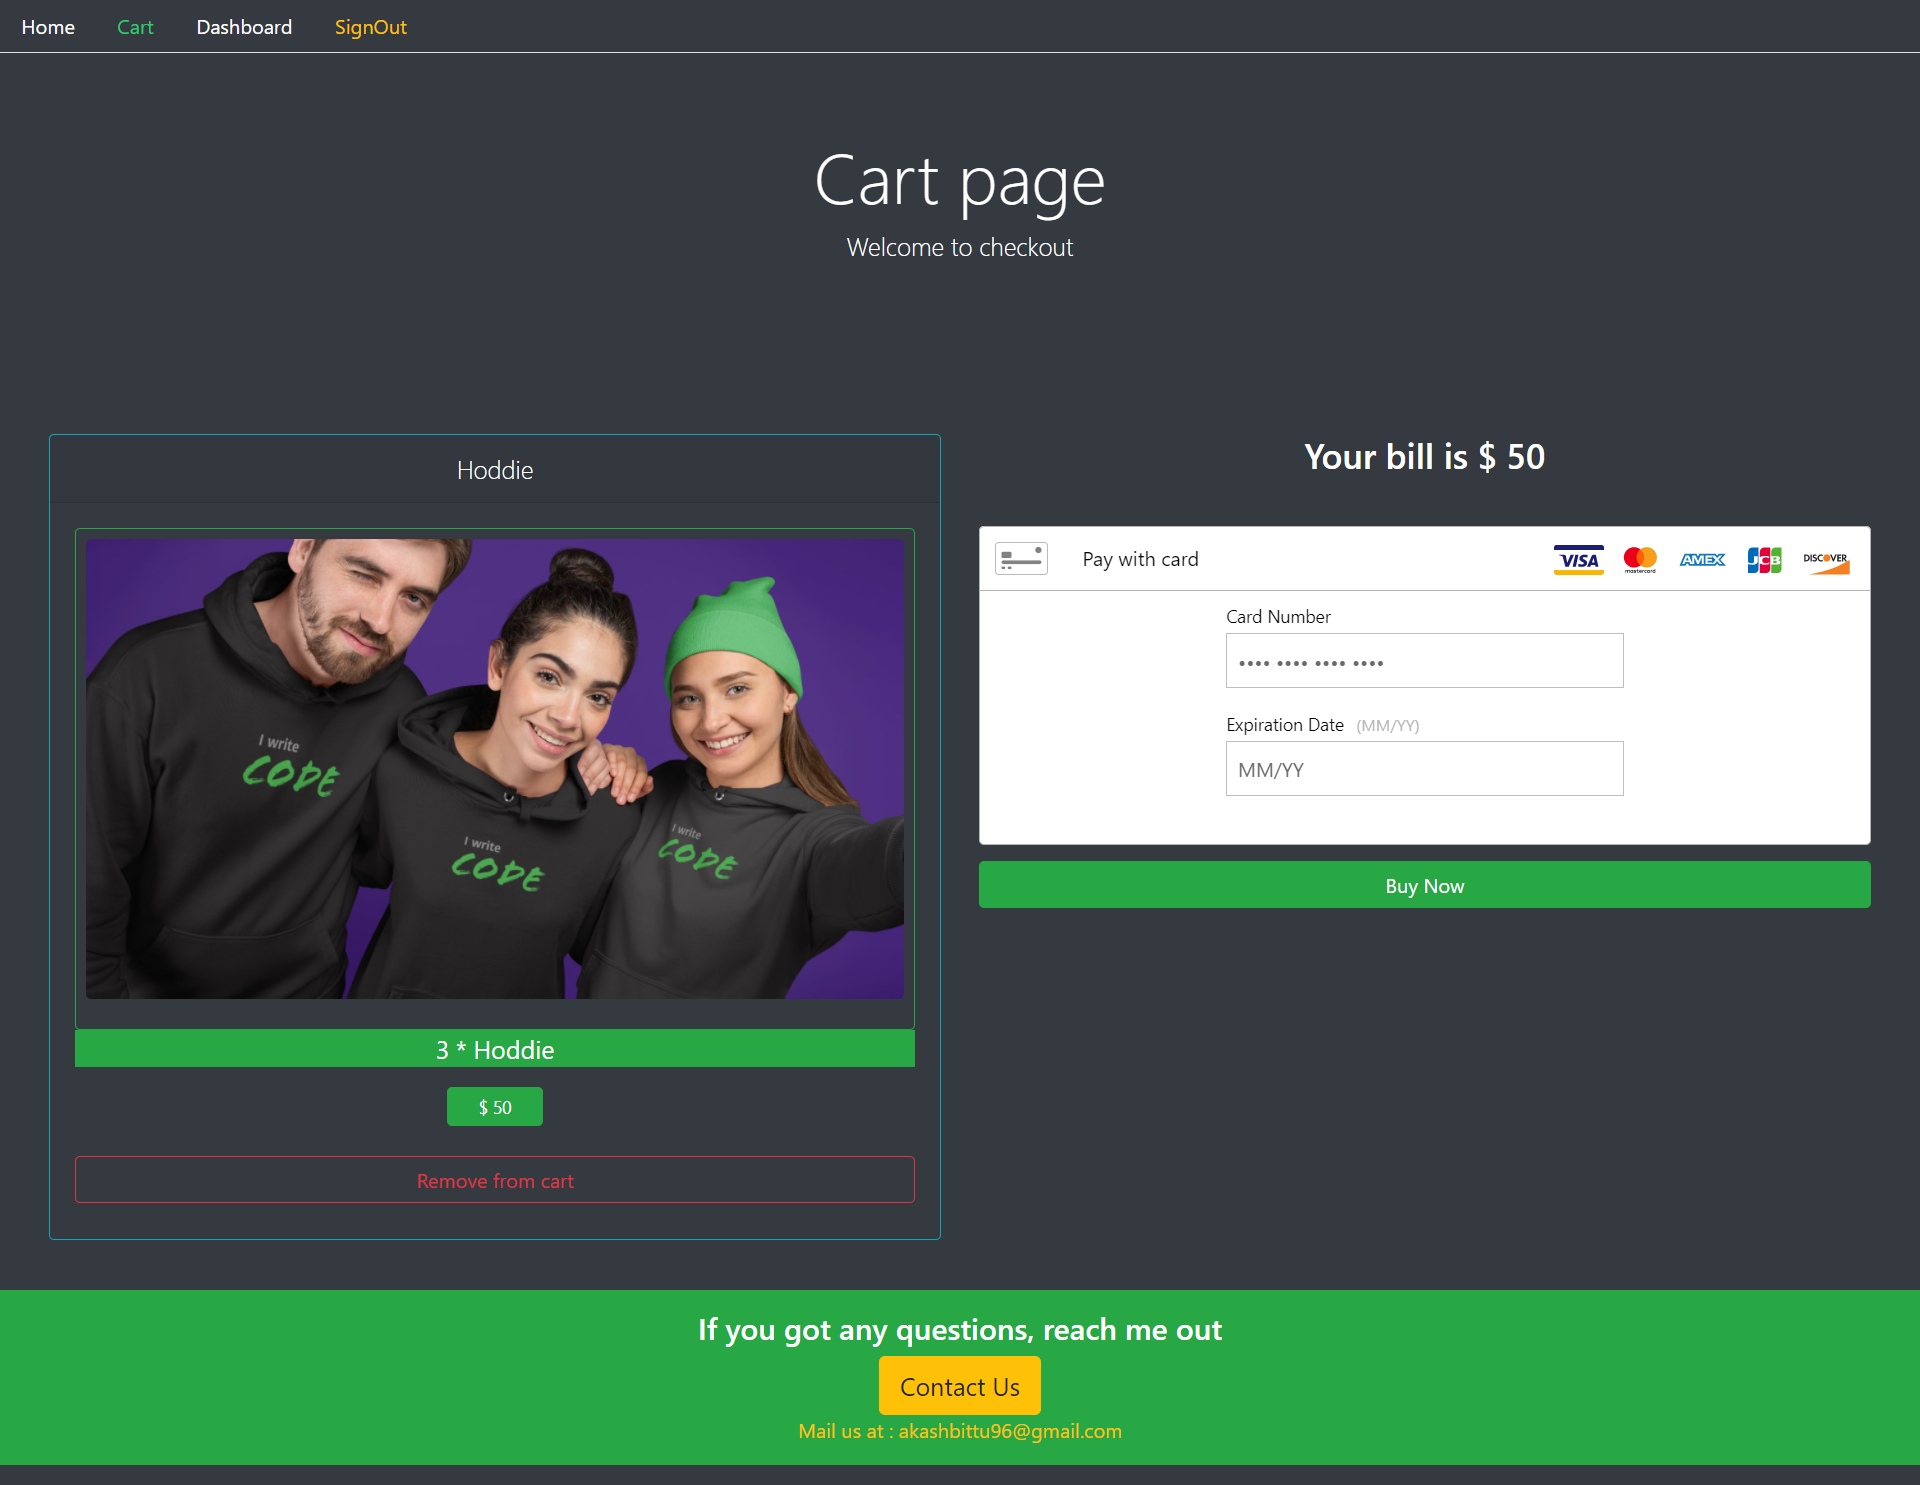 Home Cart Dashboard SignOut
Cart page
Welcome to checkout
Hoddie
I write
CODE
I write
CODE
I write
CODE
3 * Hoddie
$ 50
Remove from cart
Your bill is $ 50
Pay with card VISA mastercard AMEX JCB DISCOVER
Card Number
•••• •••• •••• ••••
Expiration Date (MM/YY)
MM/YY
Buy Now
If you got any questions, reach me out
Contact Us
Mail us at : akashbittu96@gmail.com